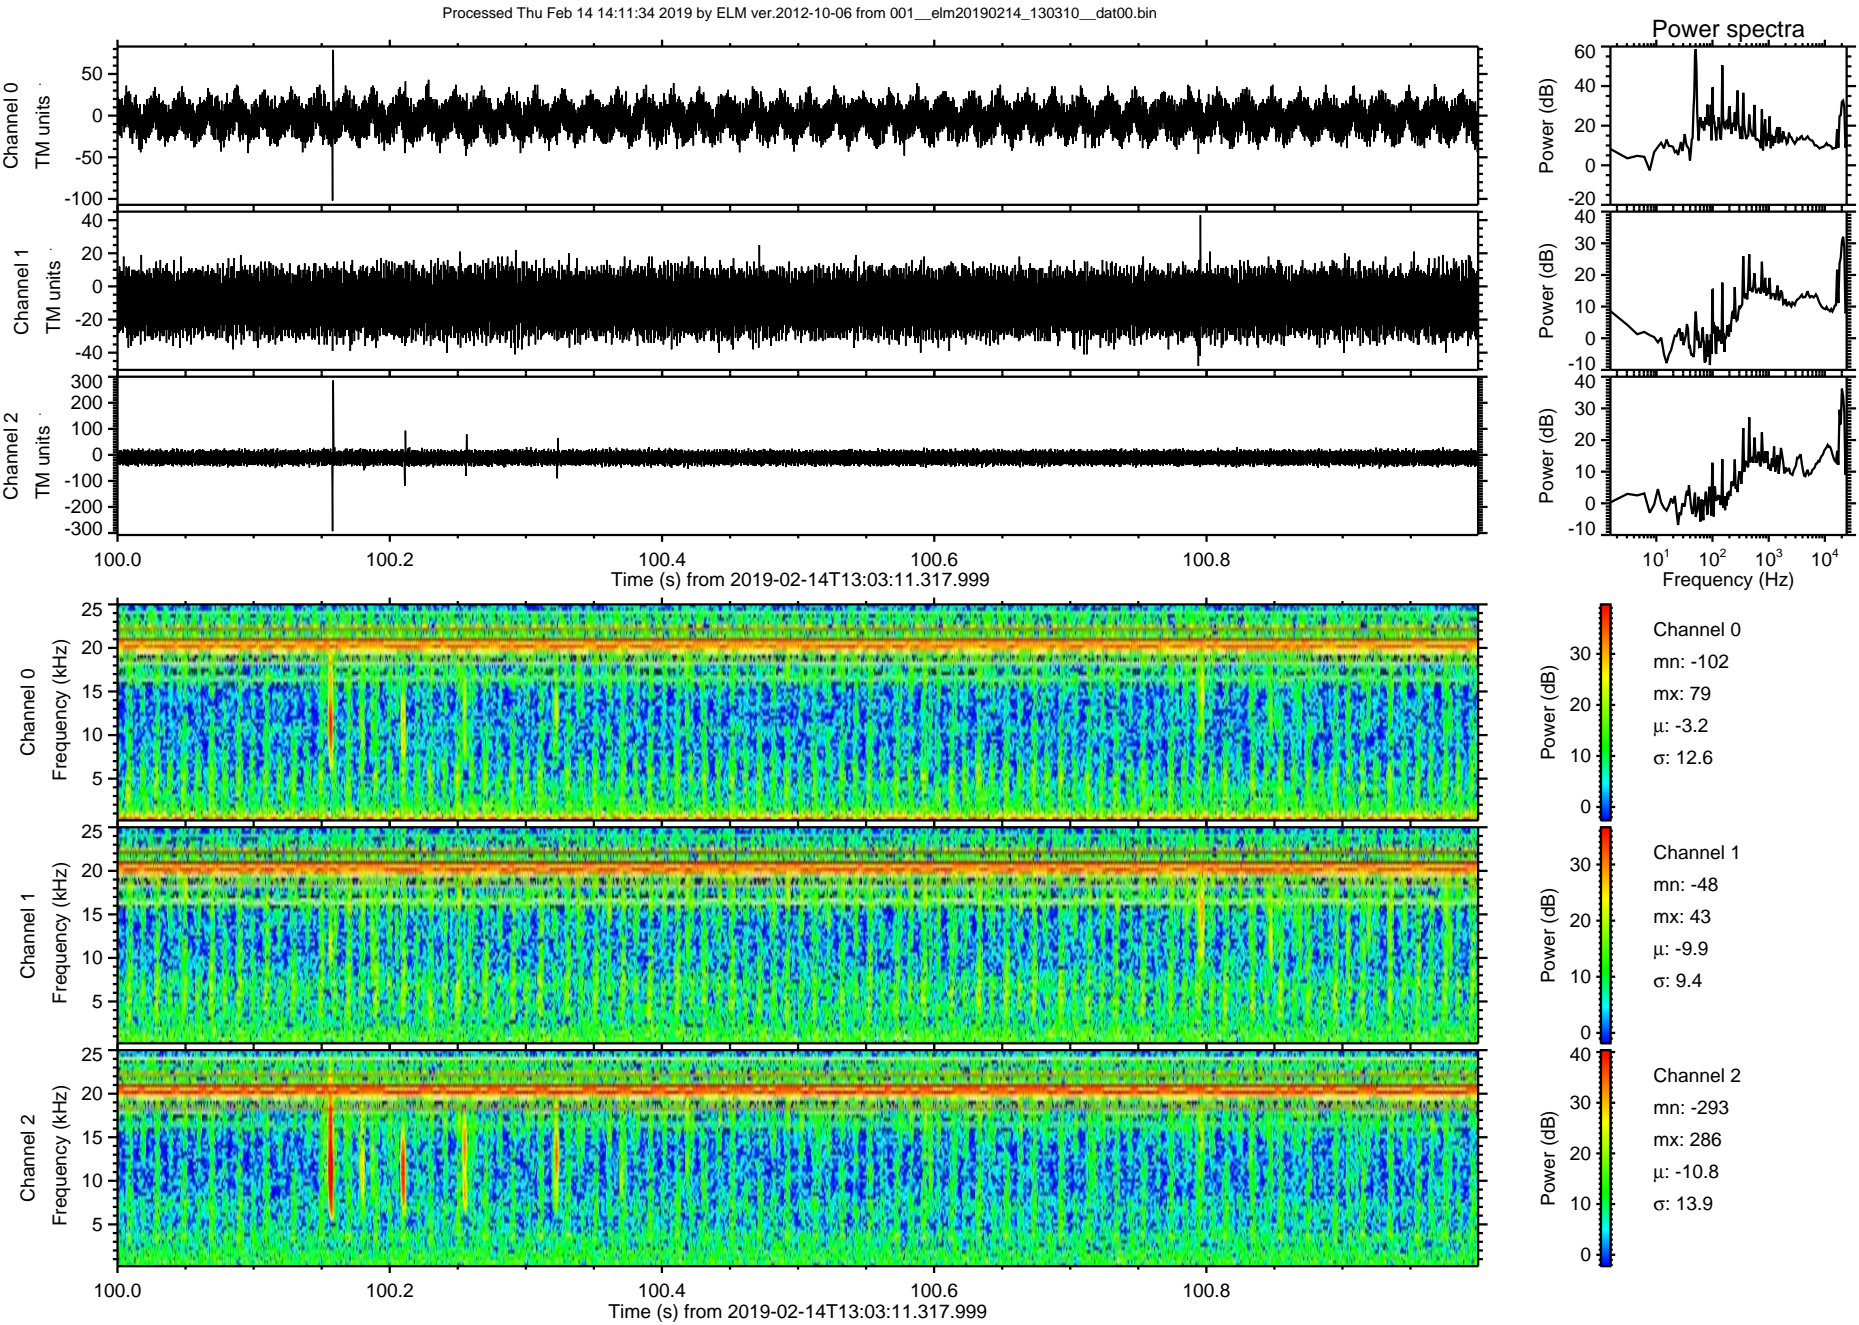 Processed Thu Feb 14 14:11:34 2019 by ELM ver.2012-10-06 from 001__elm20190214_130310__dat00.bin
Power spectra
Channel 0
TM units
50
0
-50
-100
Power (dB)
60
40
20
0
-20
Channel 1
TM units
40
20
0
-20
-40
Power (dB)
40
30
20
10
0
-10
Channel 2
TM units
300
200
100
0
-100
-200
-300
Power (dB)
40
30
20
10
0
-10
100.0 100.2 100.4 100.6 100.8
Time (s) from 2019-02-14T13:03:11.317.999
10^1 10^2 10^3 10^4
Frequency (Hz)
Channel 0
Frequency (kHz)
25
20
15
10
5
Power (dB)
30
20
10
0
Channel 0
mn: -102
mx: 79
μ: -3.2
σ: 12.6
Channel 1
Frequency (kHz)
25
20
15
10
5
Power (dB)
30
20
10
0
Channel 1
mn: -48
mx: 43
μ: -9.9
σ: 9.4
Channel 2
Frequency (kHz)
25
20
15
10
5
Power (dB)
40
30
20
10
0
Channel 2
mn: -293
mx: 286
μ: -10.8
σ: 13.9
100.0 100.2 100.4 100.6 100.8
Time (s) from 2019-02-14T13:03:11.317.999